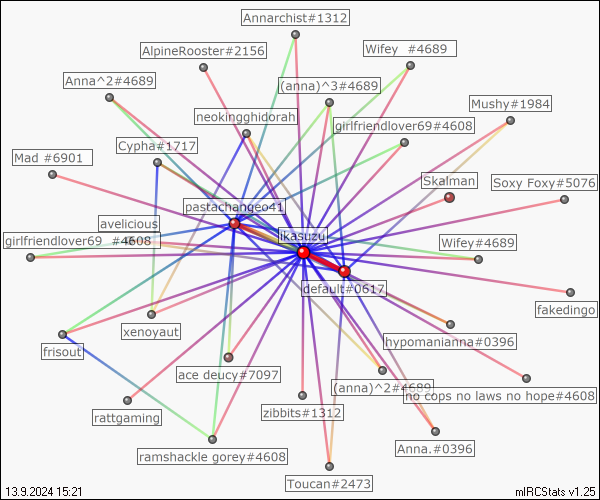 Annarchist#1312
AlpineRooster#2156
Wifey #4689
Anna^2#4689
(anna)^3#4689
neokingghidorah
Mushy#1984
girlfriendlover69#4608
Cypha#1717
Mad #6901
Skalman
Soxy Foxy#5076
pastachangeo41
avelicious
ikasuzu
girlfriendlover69 #4608
Wifey#4689
default#0617
fakedingo
xenoyaut
hypomanianna#0396
frisout
ace deucy#7097
(anna)^2#4689
no cops no laws no hope#4608
rattgaming
zibbits#1312
Anna.#0396
ramshackle gorey#4608
Toucan#2473
13.9.2024 15:21
mIRCStats v1.25